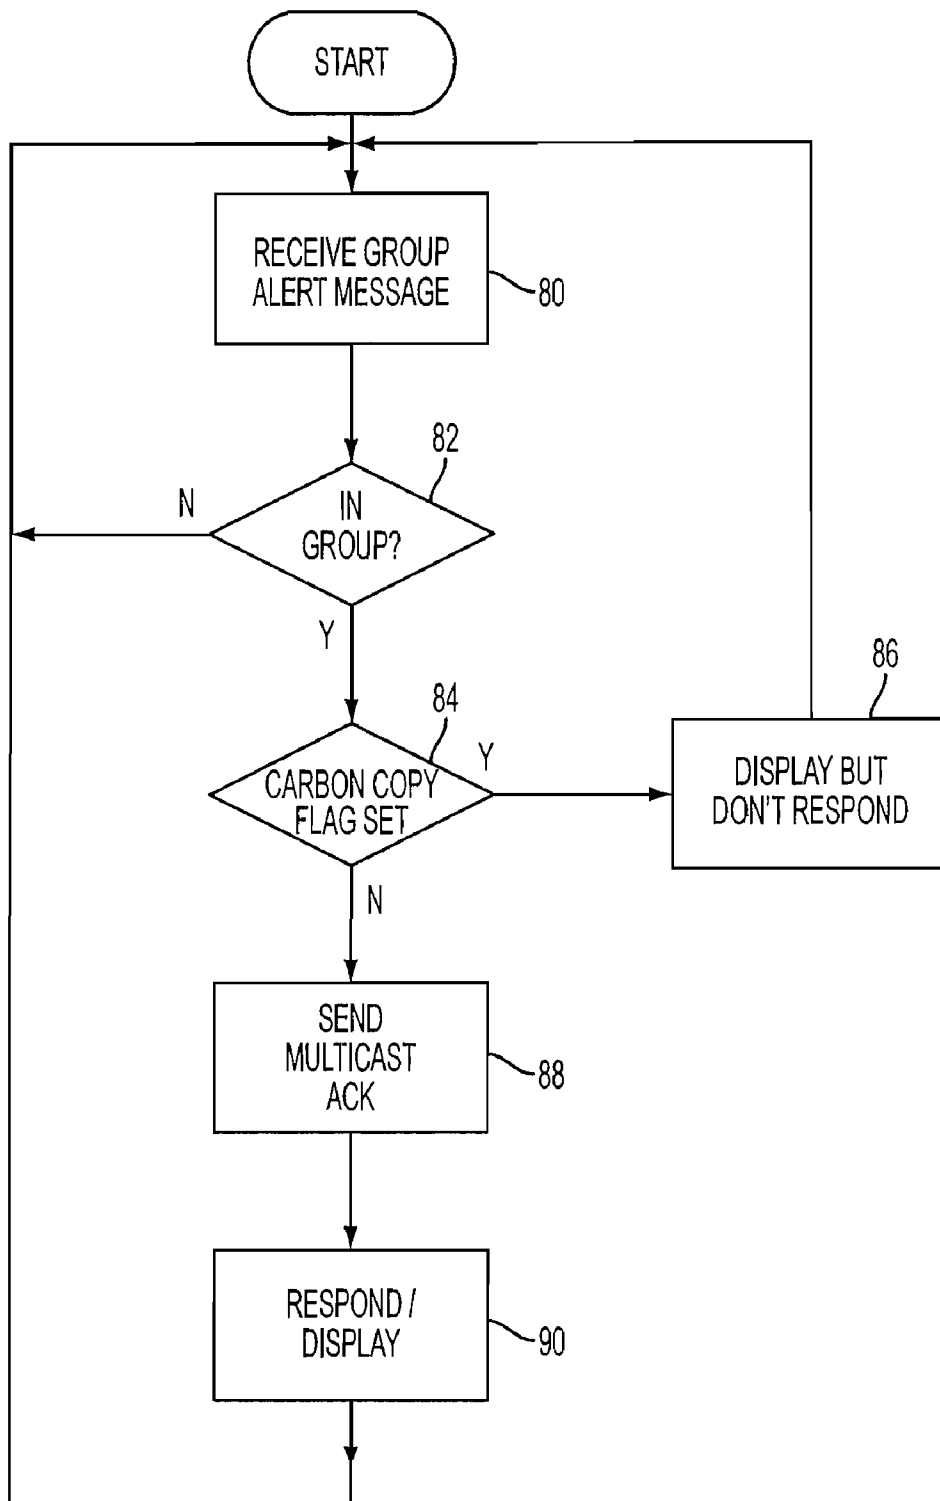 START
RECEIVE GROUP
ALERT MESSAGE
80
82
N
IN
GROUP?
Y
86
84
CARBON COPY
FLAG SET
Y
DISPLAY BUT
DON'T RESPOND
N
SEND
MULTICAST
ACK
88
RESPOND /
DISPLAY
90